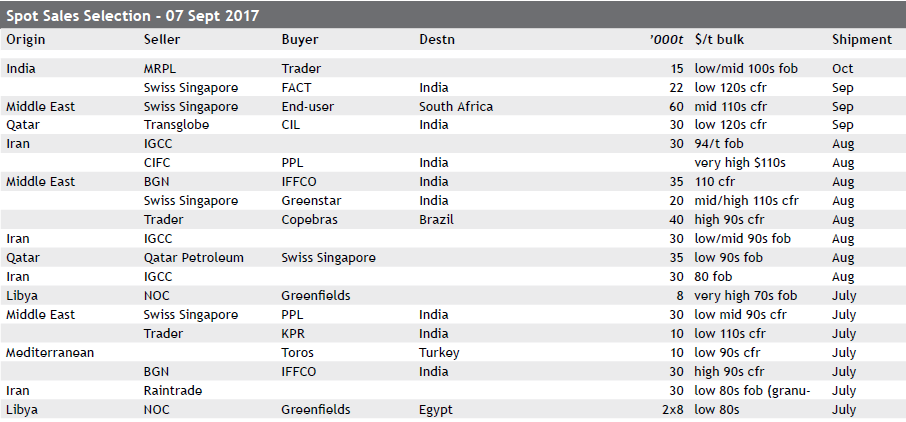 Spot Sales Selection - 07 Sept 2017
Origin Seller Buyer Destn '000t $/t bulk Shipment
India MRPL Trader 15 low/mid 100s fob Oct
Swiss Singapore FACT India 22 low 120s cfr Sep
Middle East Swiss Singapore End-user South Africa 60 mid 110s cfr Sep
Qatar Transglobe CIL India 30 low 120s cfr Sep
Iran IGCC 30 94/t fob Aug
CIFC PPL India very high $110s Aug
Middle East BGN IFFCO India 35 110 cfr Aug
Swiss Singapore Greenstar India 20 mid/high 110s cfr Aug
Trader Copebras Brazil 40 high 90s cfr Aug
Iran IGCC 30 low/mid 90s fob Aug
Qatar Qatar Petroleum Swiss Singapore 35 low 90s fob Aug
Iran IGCC 30 80 fob Aug
Libya NOC Greenfields 8 very high 70s fob July
Middle East Swiss Singapore PPL India 30 low mid 90s cfr July
Trader KPR India 10 low 110s cfr July
Mediterranean Toros Turkey 10 low 90s cfr July
BGN IFFCO India 30 high 90s cfr July
Iran Raintrade 30 low 80s fob (granu- July
Libya NOC Greenfields Egypt 2x8 low 80s July